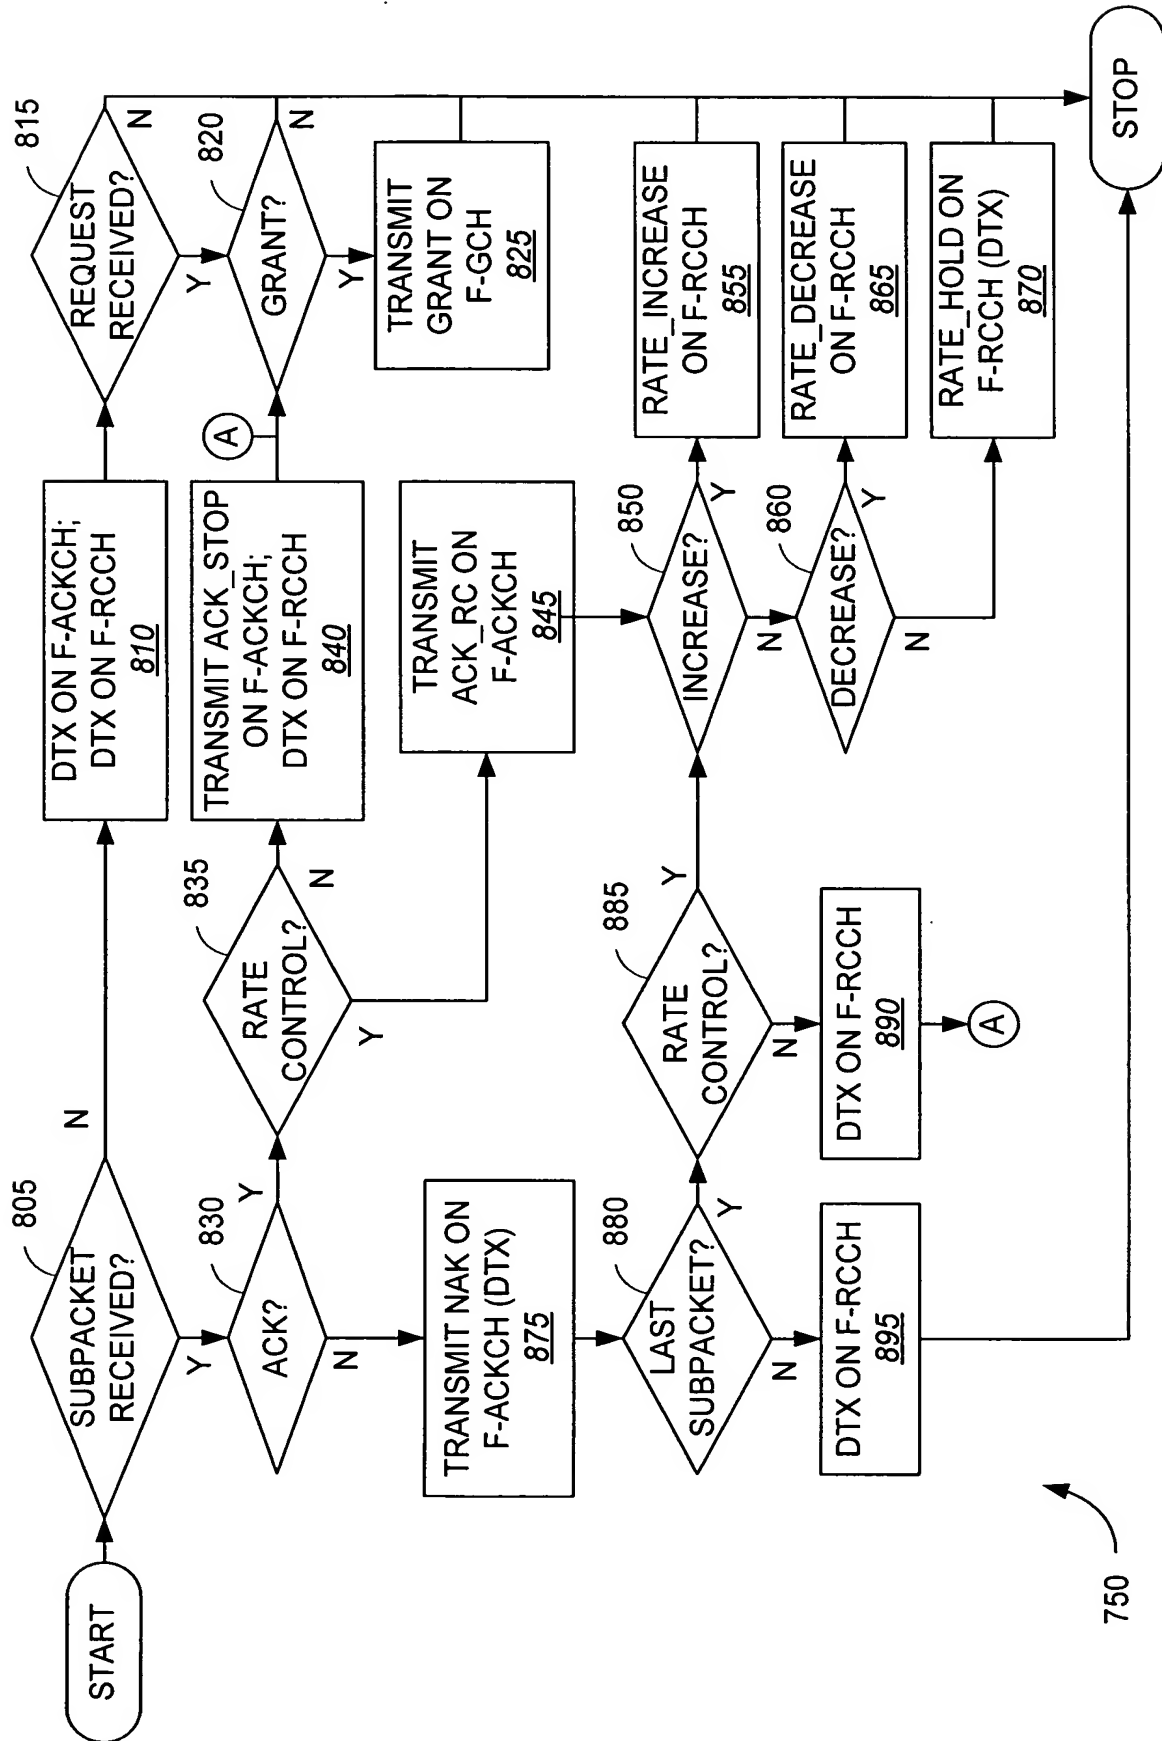 START
805
SUBPACKET
RECEIVED?
N
Y
DTX ON F-ACKCH;
DTX ON F-RCCH
810
815
REQUEST
RECEIVED?
N
Y
830
ACK?
Y
N
835
RATE
CONTROL?
N
Y
TRANSMIT ACK_STOP
ON F-ACKCH;
DTX ON F-RCCH
840
A
820
GRANT?
N
Y
TRANSMIT
GRANT ON
F-GCH
825
TRANSMIT
ACK_RC ON
F-ACKCH
845
TRANSMIT NAK ON
F-ACKCH (DTX)
875
880
LAST
SUBPACKET?
Y
N
885
RATE
CONTROL?
Y
N
850
INCREASE?
Y
N
RATE_INCREASE
ON F-RCCH
855
DTX ON F-RCCH
895
DTX ON F-RCCH
890
A
860
DECREASE?
Y
N
RATE_DECREASE
ON F-RCCH
865
RATE_HOLD ON
F-RCCH (DTX)
870
STOP
750